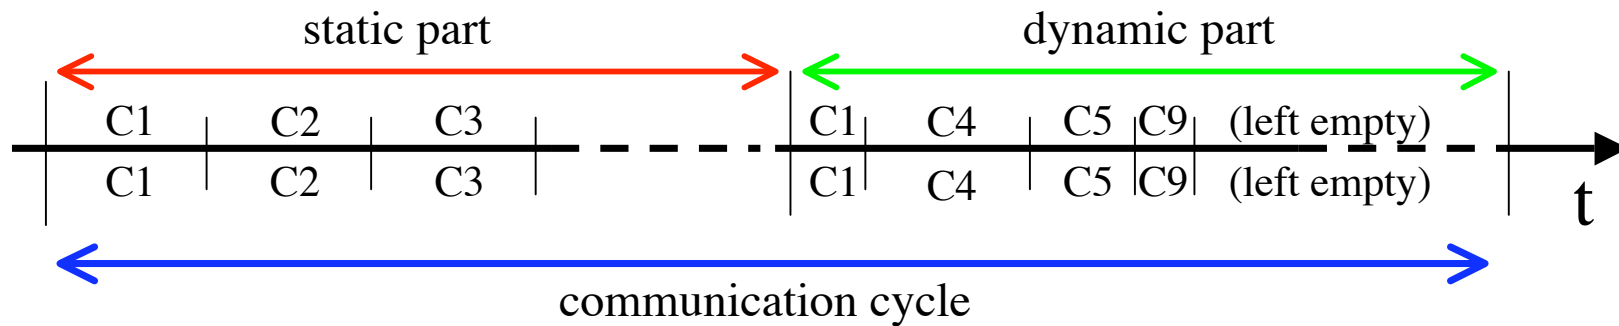 static part dynamic part
C1 C2 C3 C1 C4 C5 C9 (left empty)
C1 C2 C3 C1 C4 C5 C9 (left empty)
t
communication cycle